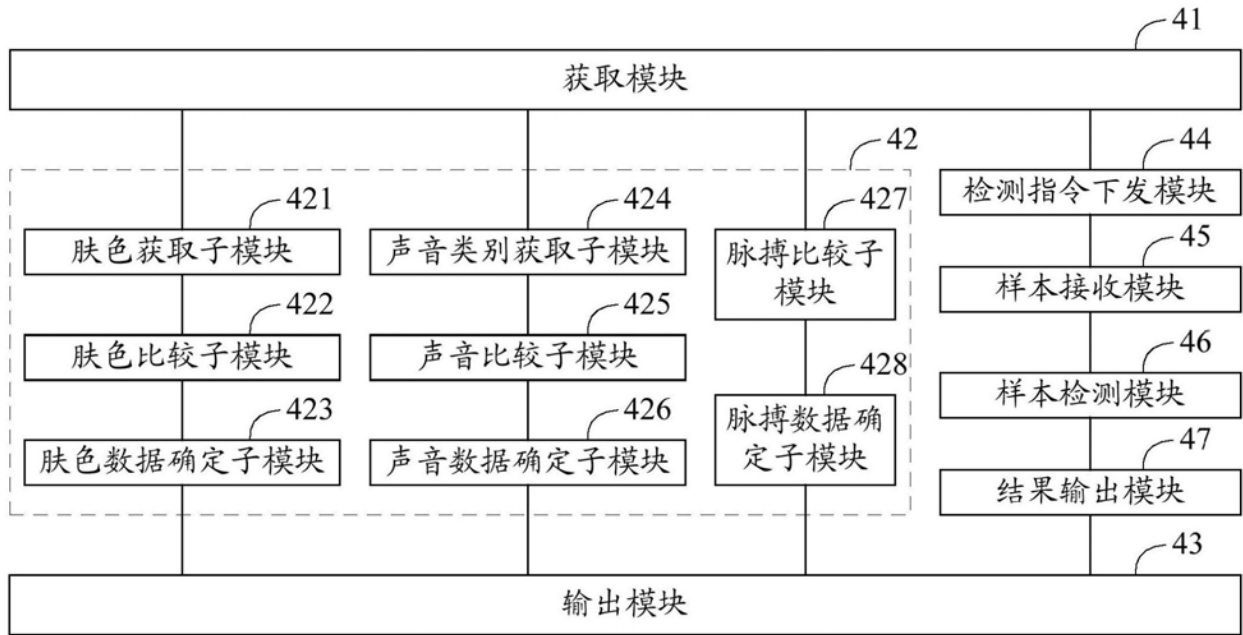 41
获取模块
42
44
检测指令下发模块
421
肤色获取子模块
424
声音类别获取子模块
427
脉搏比较子
模块
45
样本接收模块
422
肤色比较子模块
425
声音比较子模块
46
样本检测模块
423
肤色数据确定子模块
426
声音数据确定子模块
428
脉搏数据确
定子模块
47
结果输出模块
43
输出模块